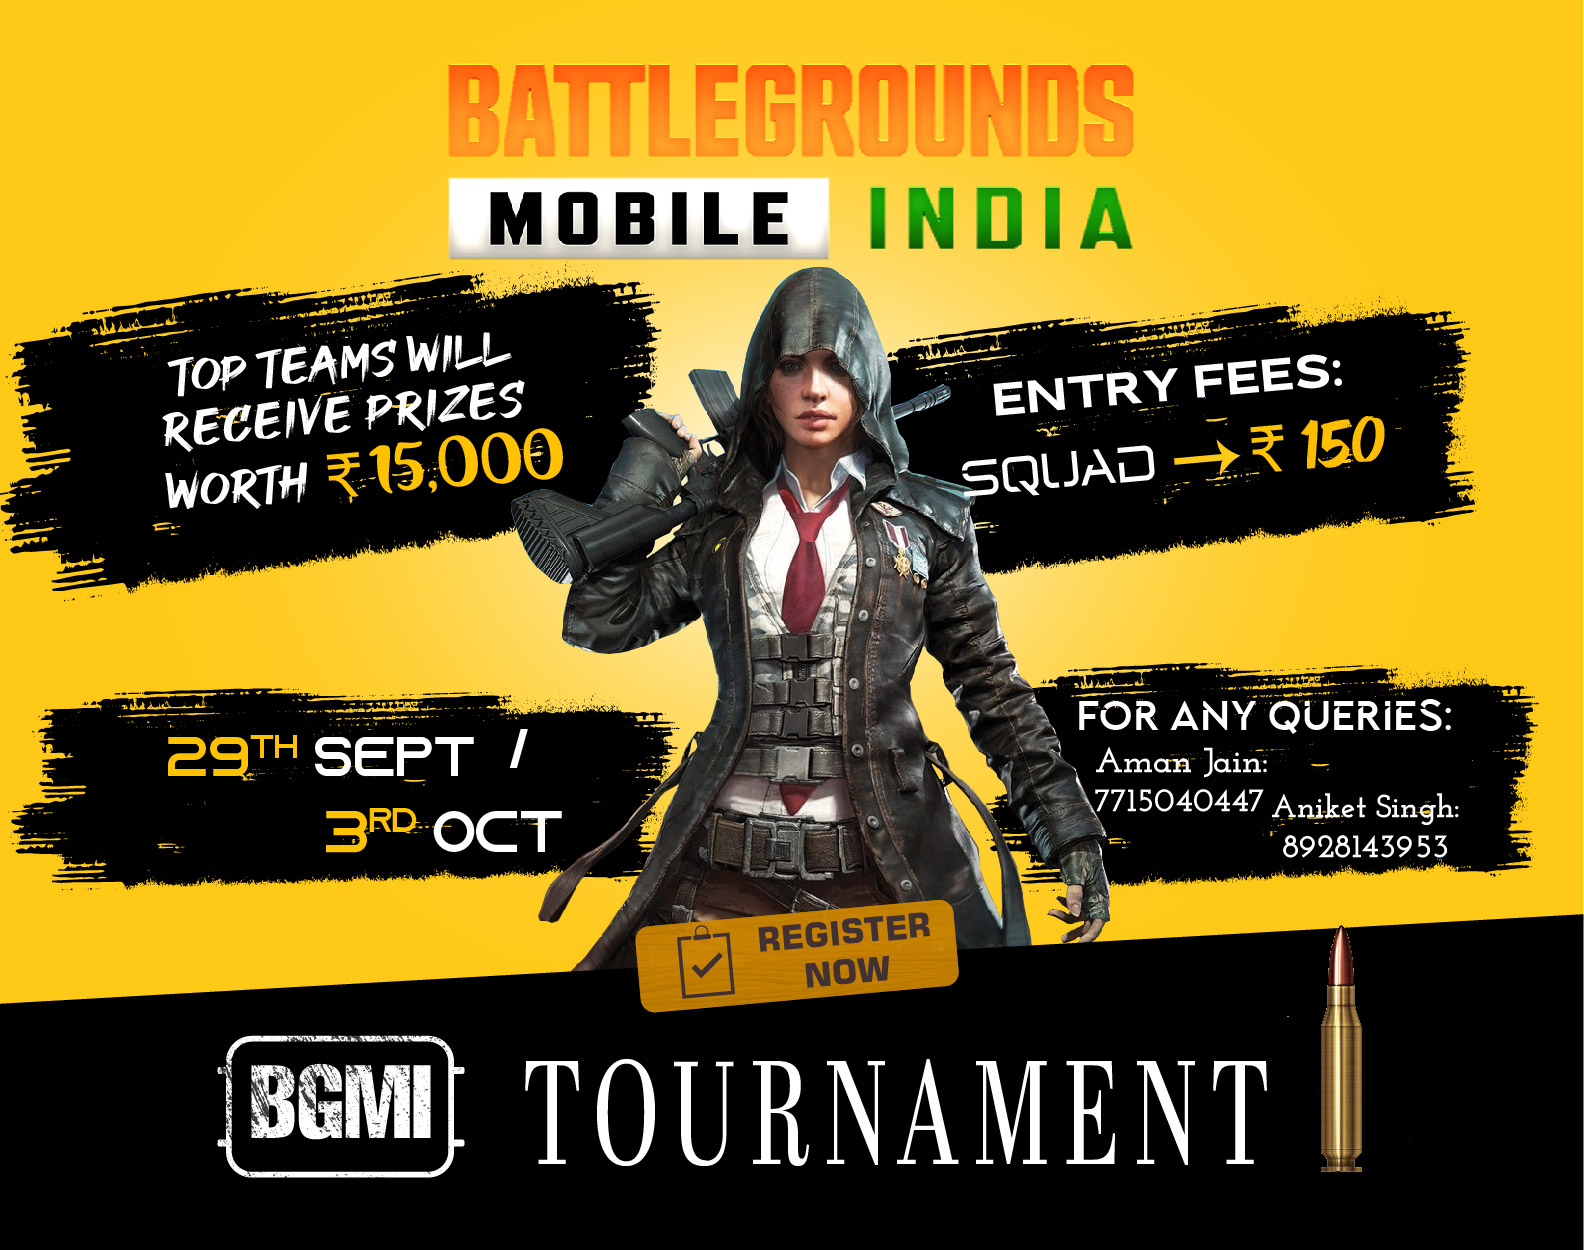 BATTLEGROUNDS
MOBILE INDIA
TOP TEAMS WILL
RECEIVE PRIZES
WORTH ₹ 15,000
ENTRY FEES:
SQUAD → ₹ 150
29TH SEPT /
3RD OCT
FOR ANY QUERIES:
Aman Jain:
7715040447
Aniket Singh:
8928143953
REGISTER
NOW
BGMI TOURNAMENT